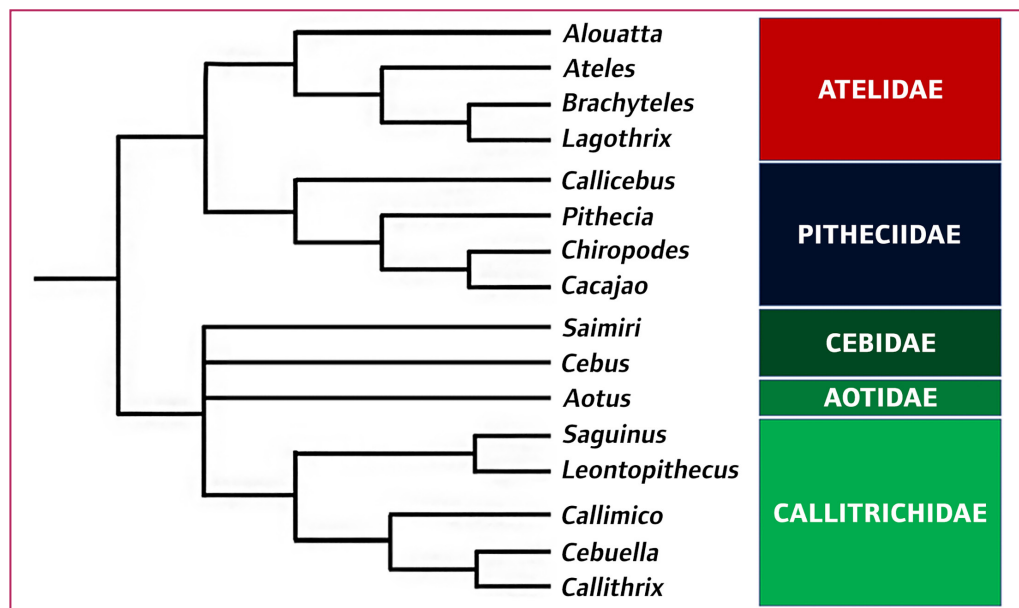 Alouatta
Ateles
Brachyteles
Lagothrix
ATELIDAE
Callicebus
Pithecia
Chiropodes
Cacajao
PITHECIIDAE
Saimiri
Cebus
CEBIDAE
Aotus
AOTIDAE
Saguinus
Leontopithecus
Callimico
Cebuella
Callithrix
CALLITRICHIDAE